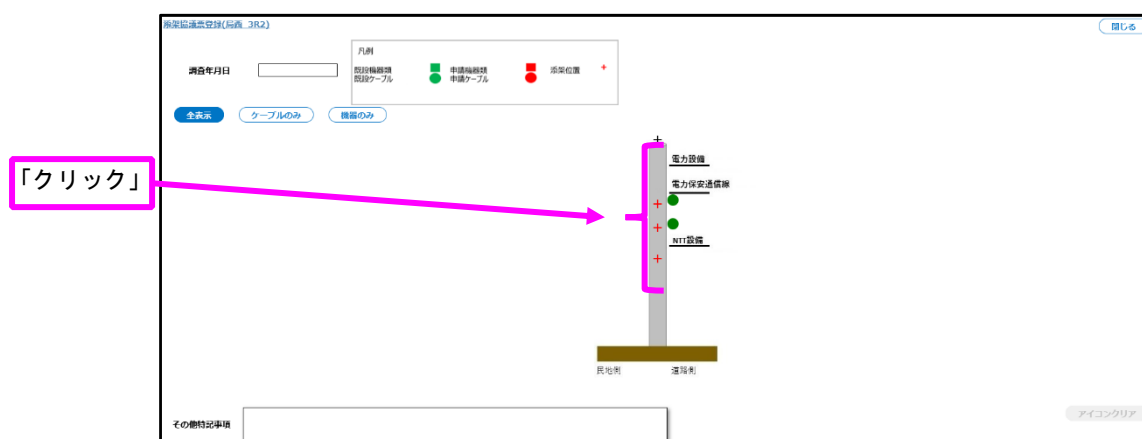 添架協議票登録(局画 3R2)
閉じる
凡例
調査年月日
既設機器類
申請機器類
添架位置
既設ケーブル
申請ケーブル
全表示
ケーブルのみ
機器のみ
「クリック」
電力設備
電力保安通信線
NTT設備
民地側
道路側
その他特記事項
アイコンクリア